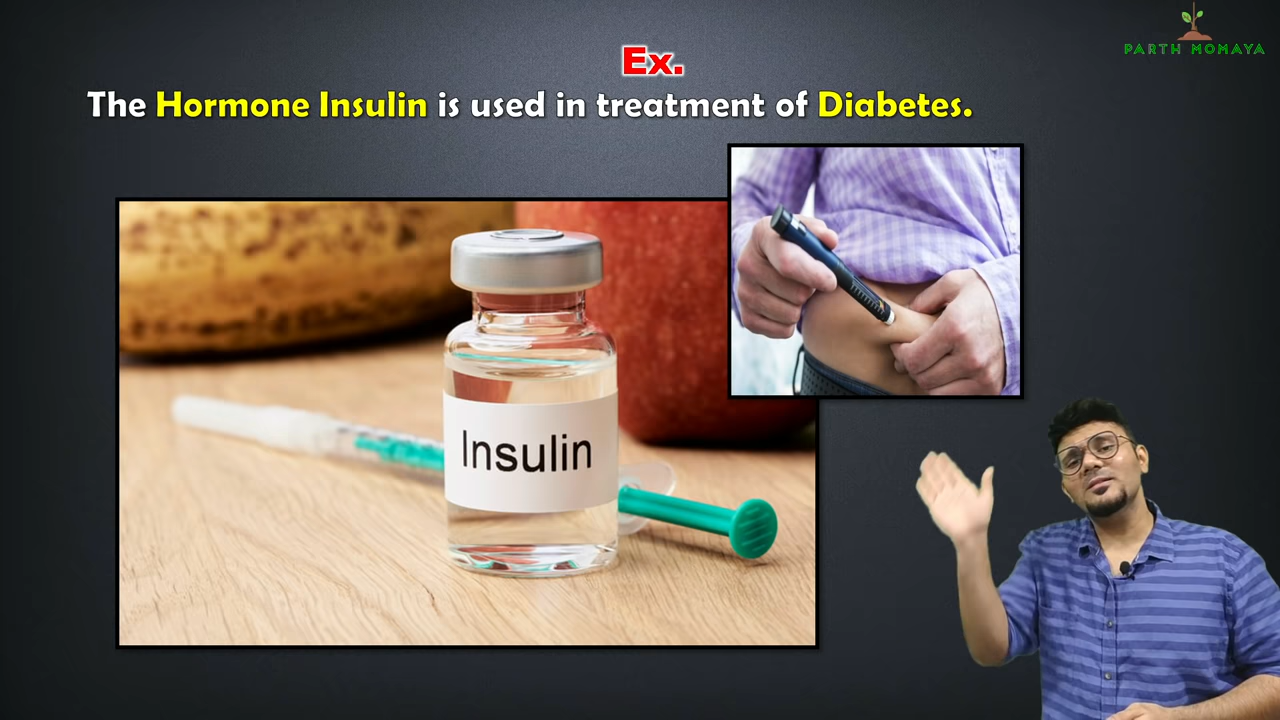 PARTH MOMAYA
Ex.
The Hormone Insulin is used in treatment of Diabetes.
Insulin